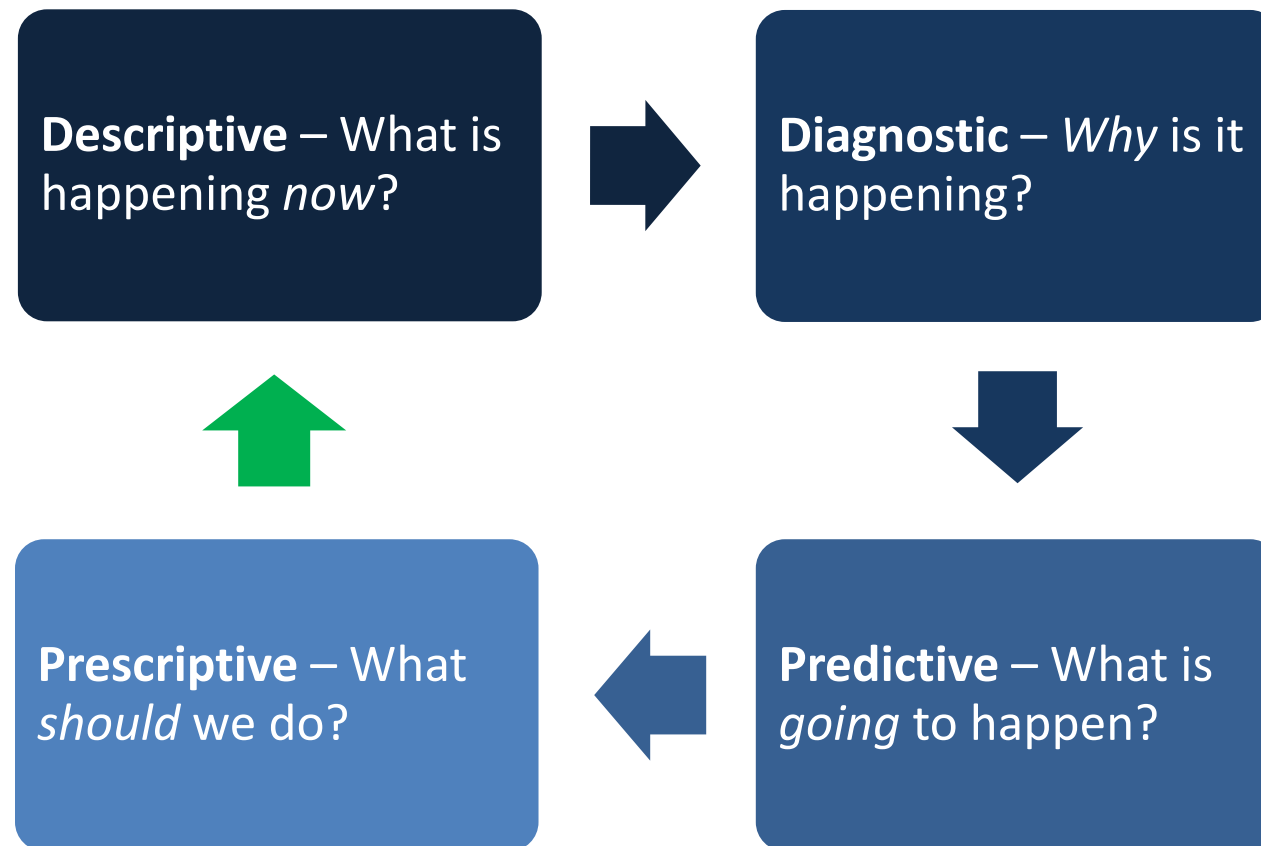 Descriptive – What is
happening now?
Diagnostic – Why is it
happening?
Prescriptive – What
should we do?
Predictive – What is
going to happen?